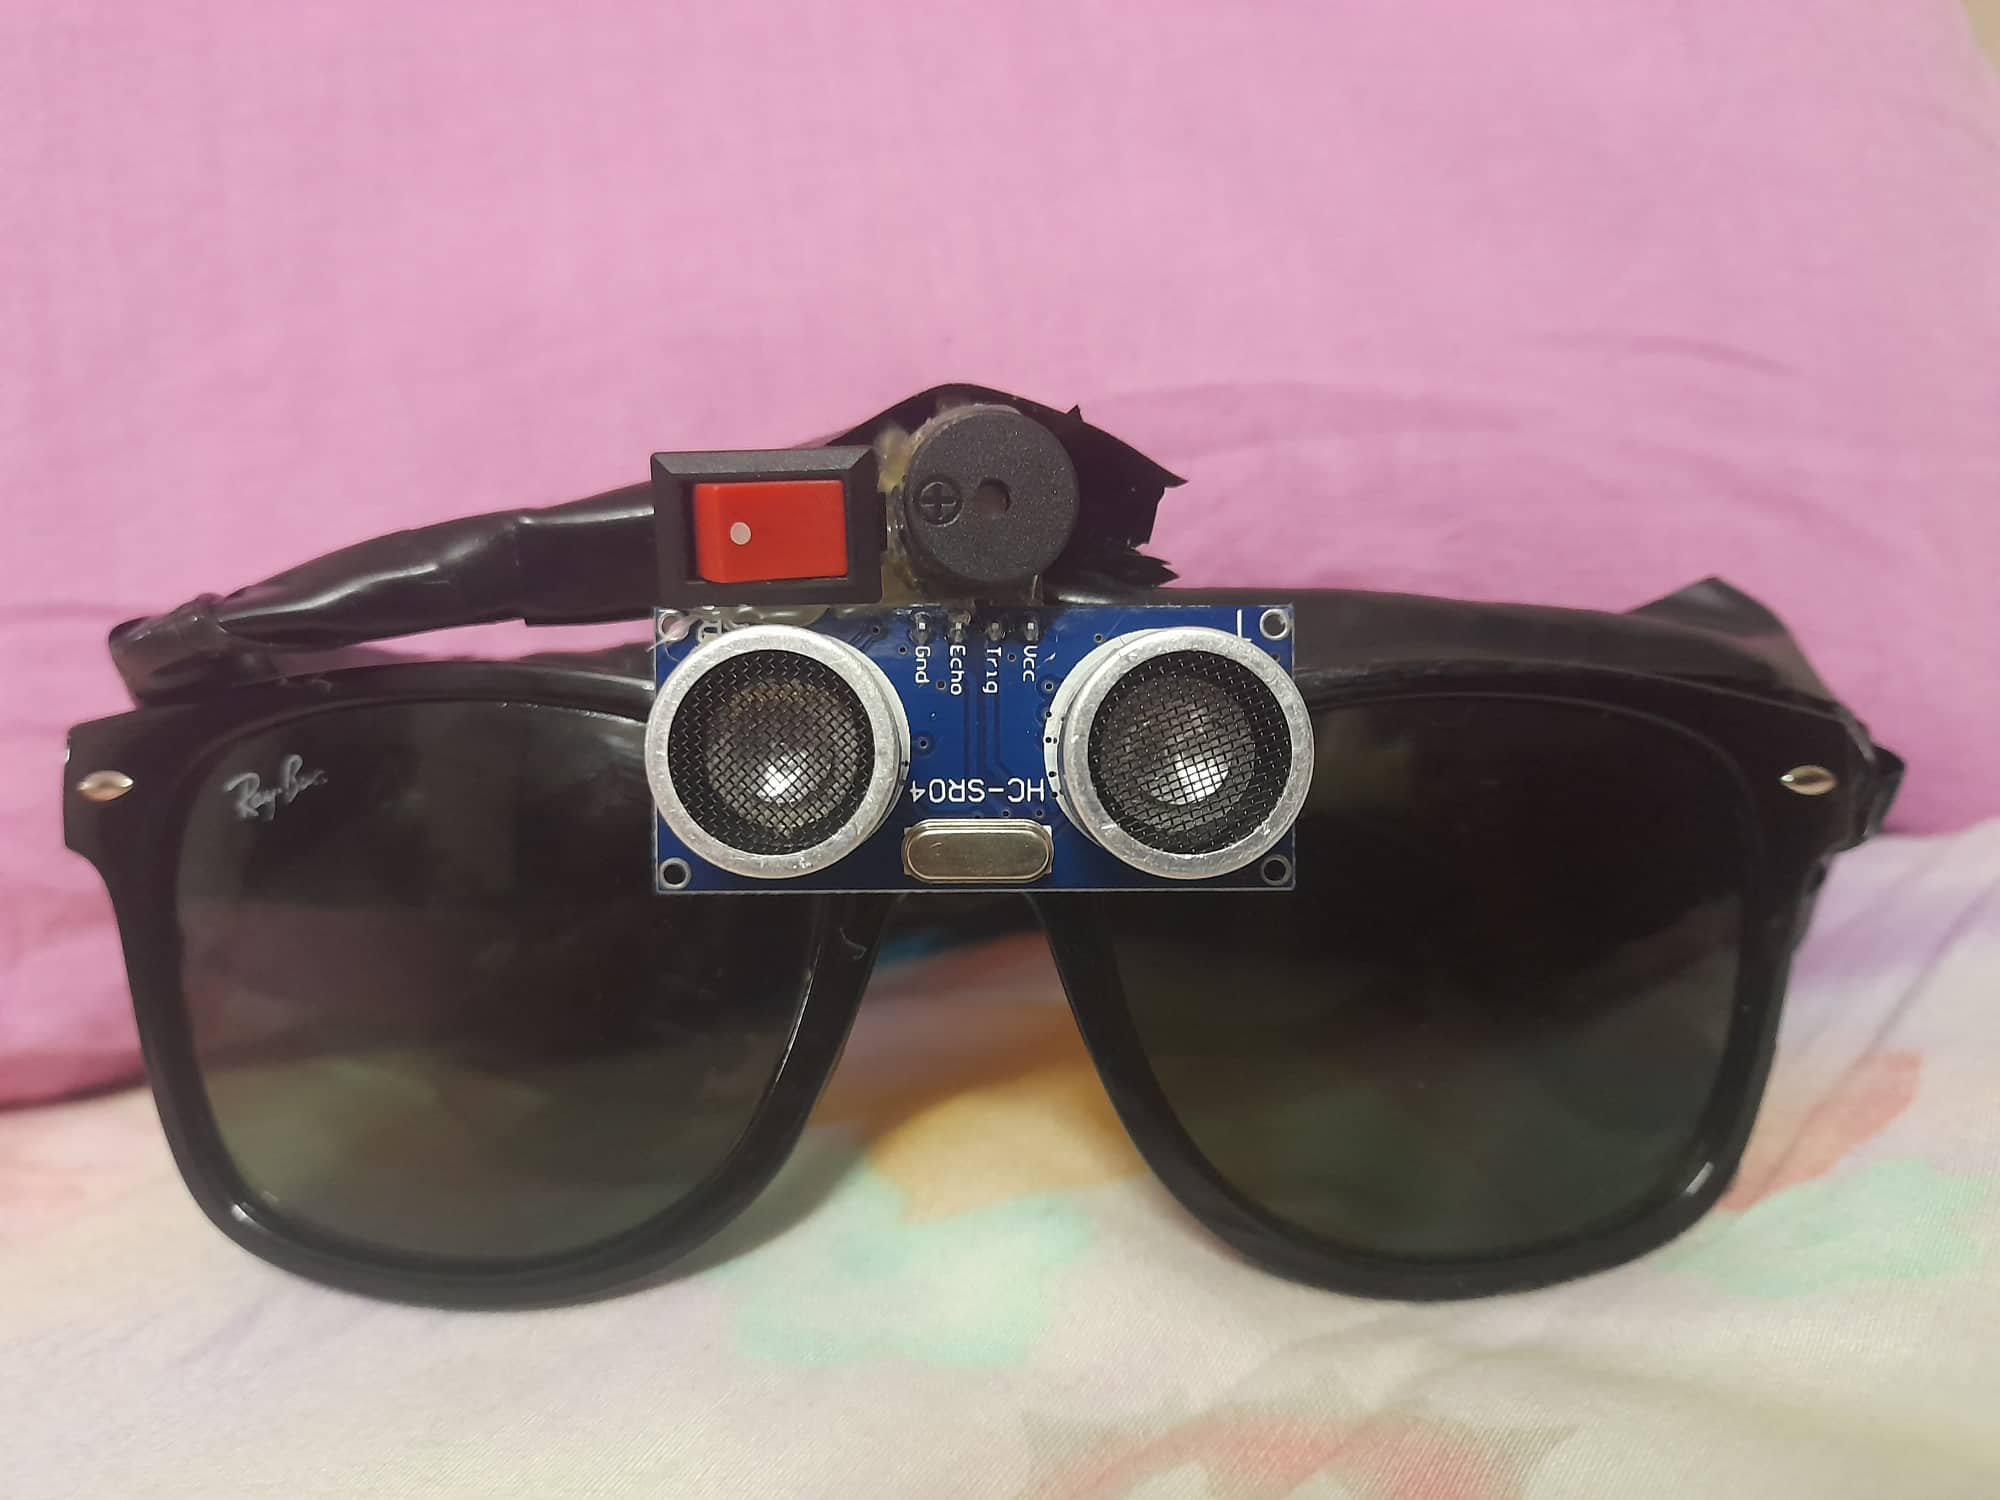 Gnd
Echo
Trig
Vcc
HC-SR04
Ray-Ban